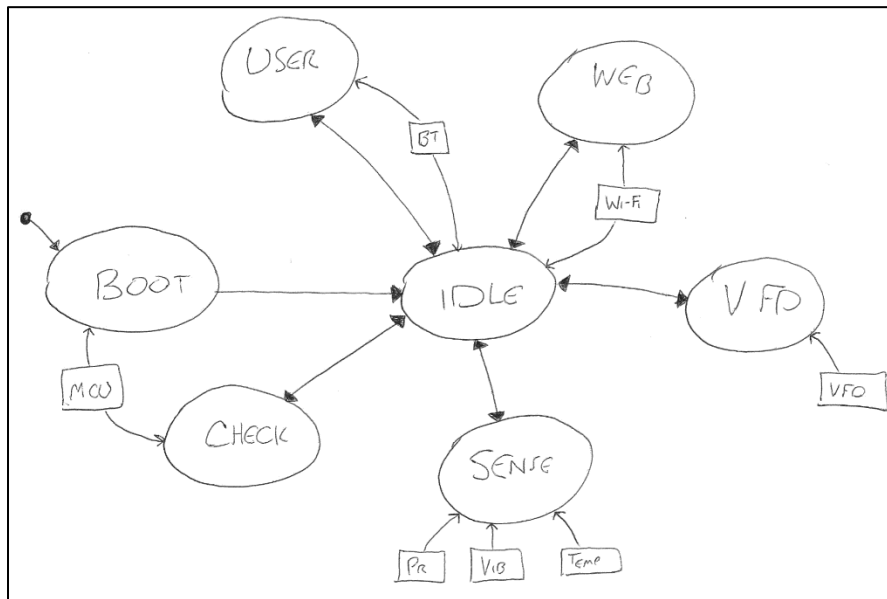 USER
WEB
BT
WI-FI
BOOT
IDLE
VFD
MCU
VFD
CHECK
SENSE
PR
VIB
TEMP